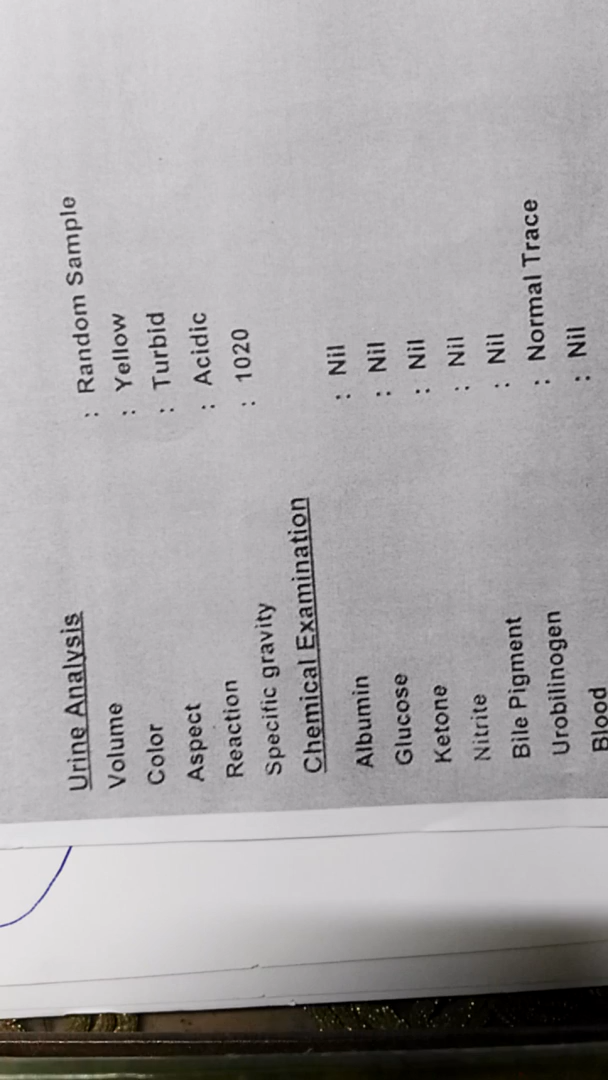 Urine Analysis
Volume : Random Sample
Color : Yellow
Aspect : Turbid
Reaction : Acidic
Specific gravity : 1020
Chemical Examination
Albumin : Nil
Glucose : Nil
Ketone : Nil
Nitrite : Nil
Bile Pigment : Nil
Urobilinogen : Normal Trace
Blood : Nil